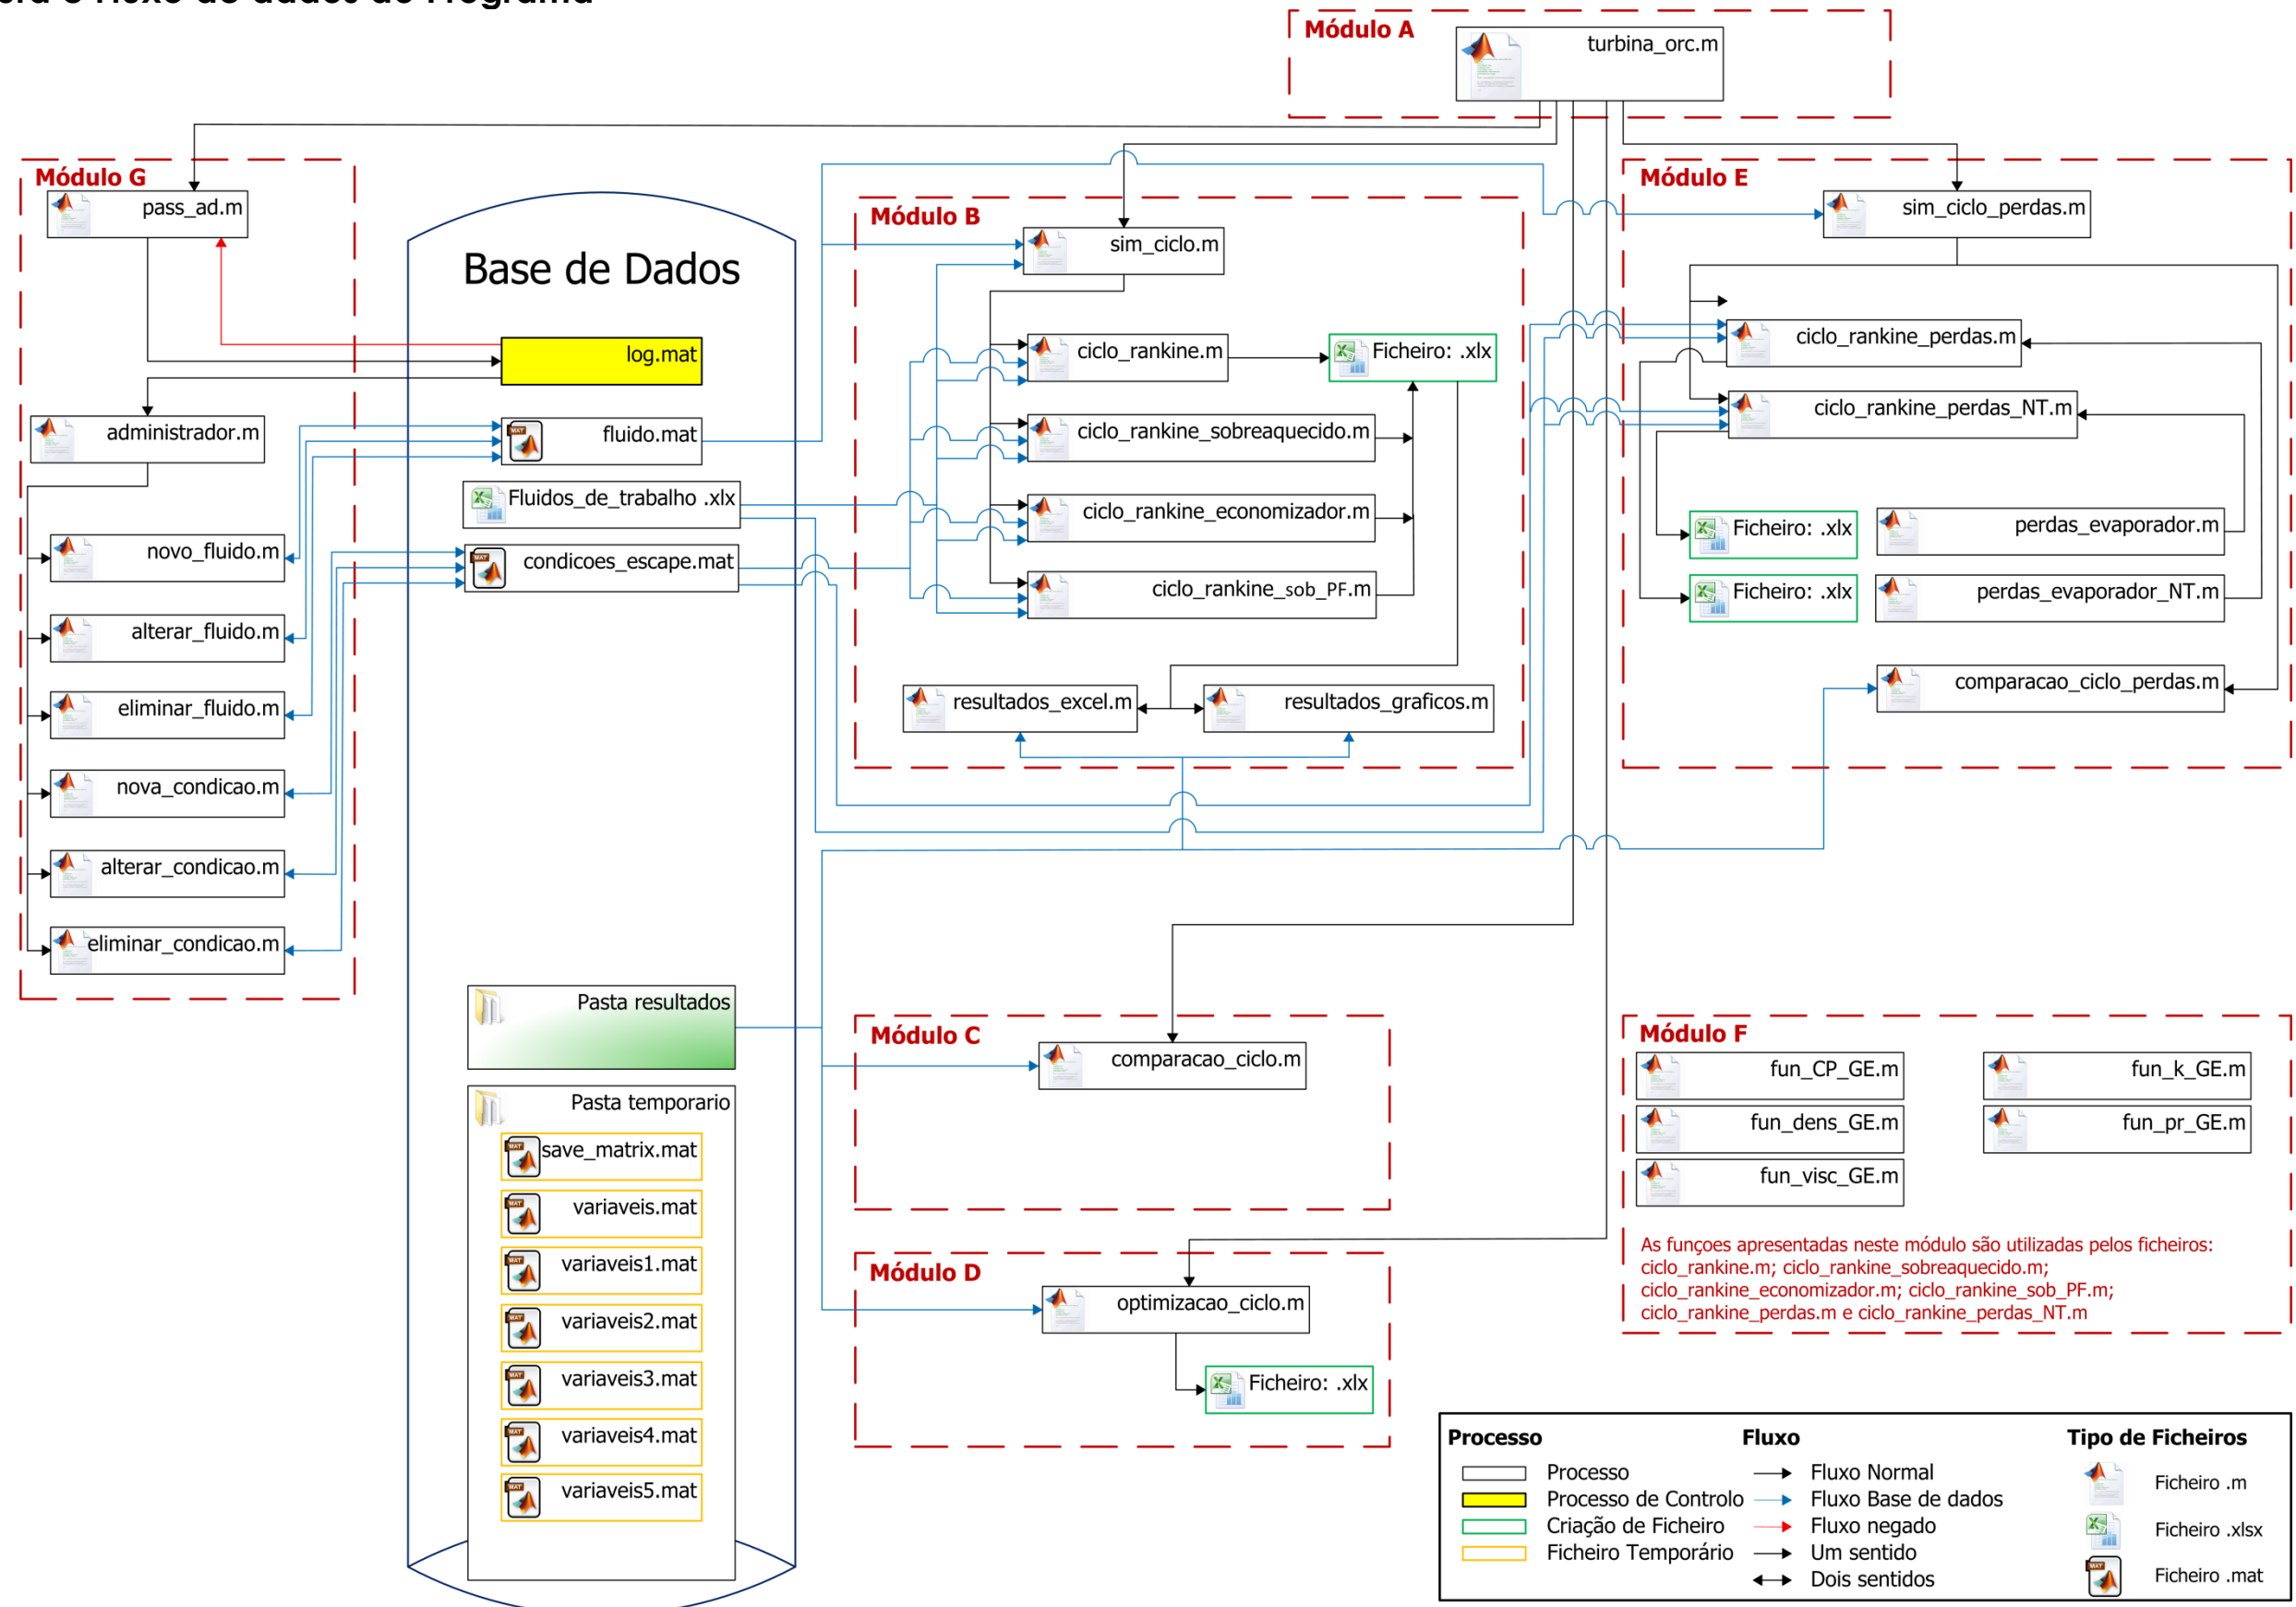 Fluxo de dados do Programa
Módulo A
turbina_orc.m
Módulo G
pass_ad.m
administrador.m
novo_fluido.m
alterar_fluido.m
eliminar_fluido.m
nova_condicao.m
alterar_condicao.m
eliminar_condicao.m
Base de Dados
log.mat
fluido.mat
Fluidos_de_trabalho .xlx
condicoes_escape.mat
Pasta resultados
Pasta temporario
save_matrix.mat
variaveis.mat
variaveis1.mat
variaveis2.mat
variaveis3.mat
variaveis4.mat
variaveis5.mat
Módulo B
sim_ciclo.m
ciclo_rankine.m
Ficheiro: .xlx
ciclo_rankine_sobreaquecido.m
ciclo_rankine_economizador.m
ciclo_rankine_sob_PF.m
resultados_excel.m
resultados_graficos.m
Módulo E
sim_ciclo_perdas.m
ciclo_rankine_perdas.m
ciclo_rankine_perdas_NT.m
Ficheiro: .xlx
perdas_evaporador.m
Ficheiro: .xlx
perdas_evaporador_NT.m
comparacao_ciclo_perdas.m
Módulo C
comparacao_ciclo.m
Módulo D
optimizacao_ciclo.m
Ficheiro: .xlx
Módulo F
fun_CP_GE.m
fun_k_GE.m
fun_dens_GE.m
fun_pr_GE.m
fun_visc_GE.m
As funçoes apresentadas neste módulo são utilizadas pelos ficheiros:
ciclo_rankine.m; ciclo_rankine_sobreaquecido.m;
ciclo_rankine_economizador.m; ciclo_rankine_sob_PF.m;
ciclo_rankine_perdas.m e ciclo_rankine_perdas_NT.m
Processo
Processo
Processo de Controlo
Criação de Ficheiro
Ficheiro Temporário
Fluxo
Fluxo Normal
Fluxo Base de dados
Fluxo negado
Um sentido
Dois sentidos
Tipo de Ficheiros
Ficheiro .m
Ficheiro .xlsx
Ficheiro .mat